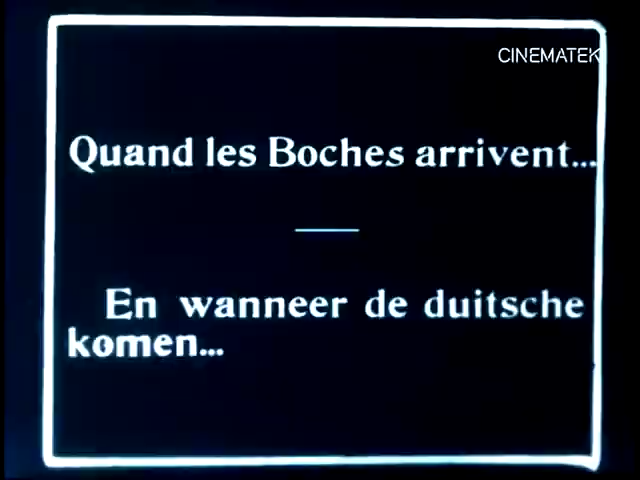 CINEMATEK
Quand les Boches arrivent...
En wanneer de duitsche
komen...